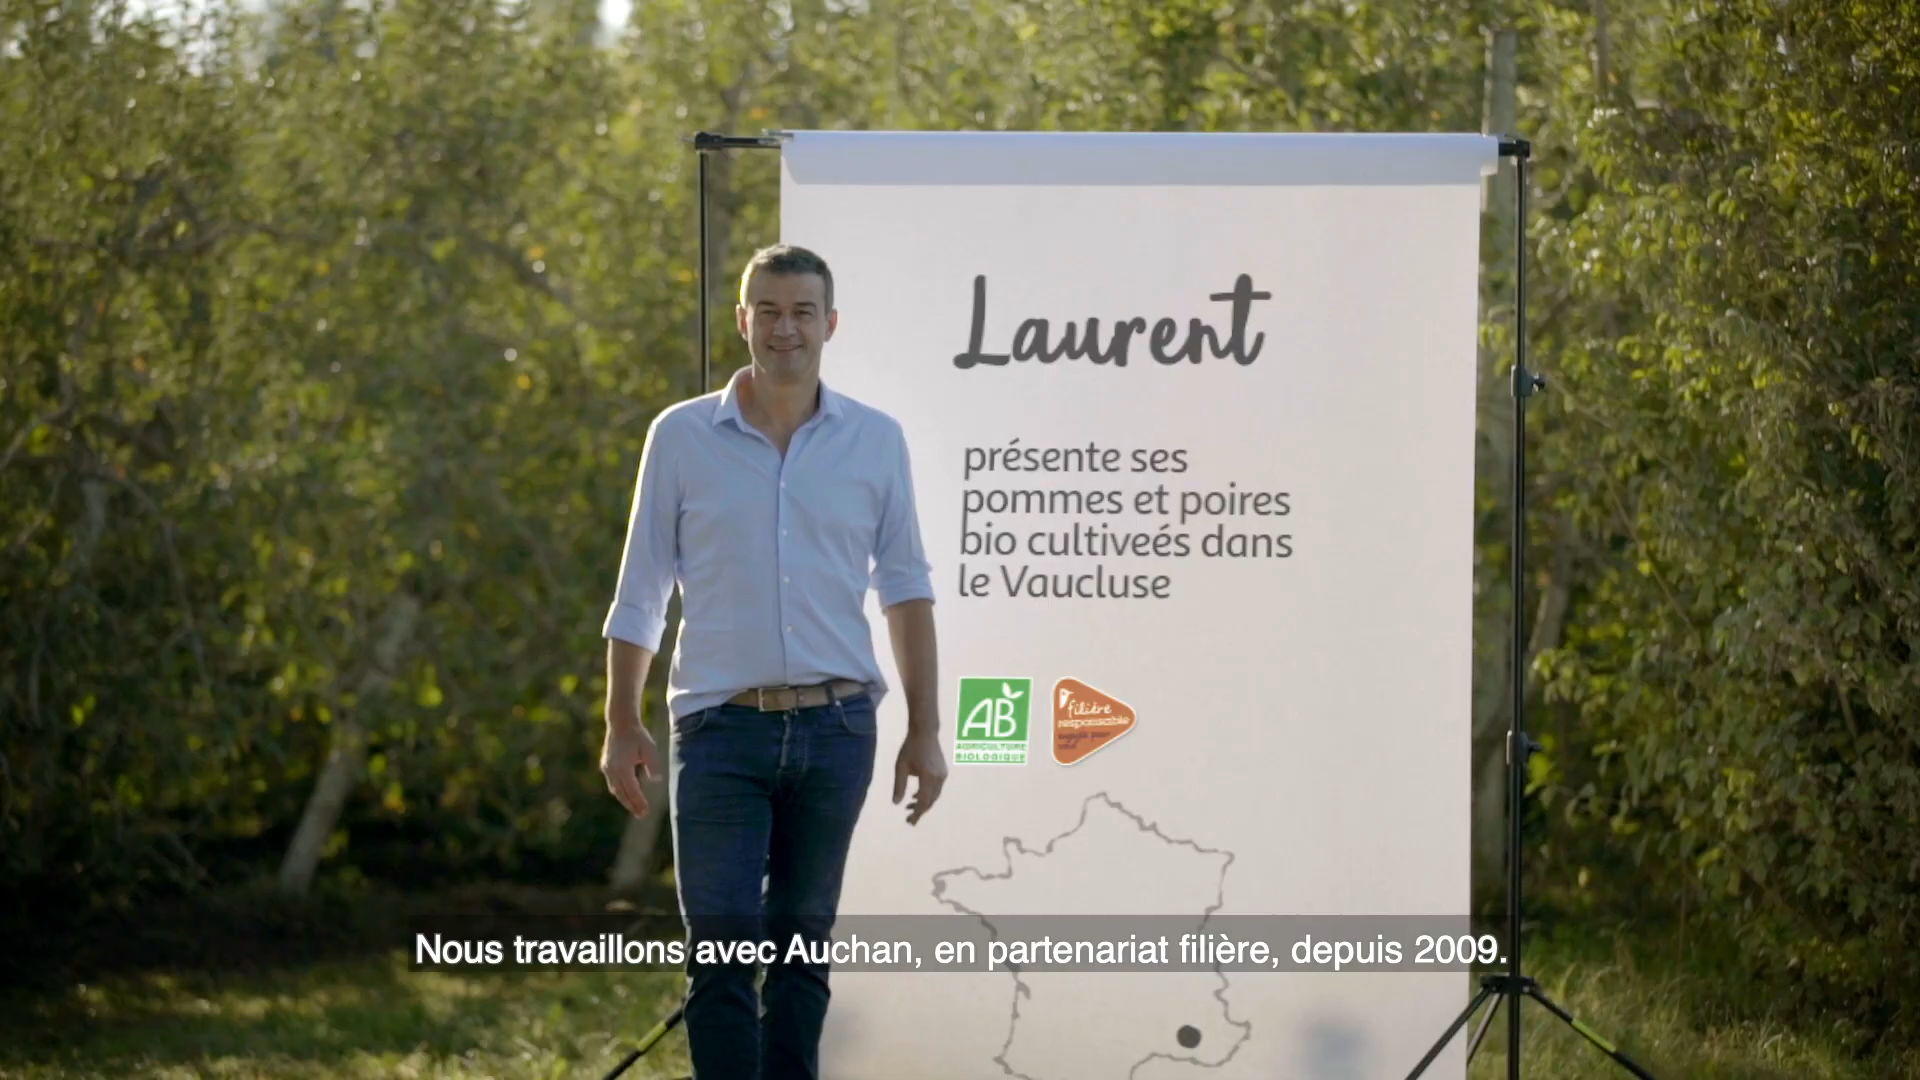 Laurent
présente ses
pommes et poires
bio cultiveés dans
le Vaucluse
AB
AGRICULTURE
BIOLOGIQUE
filière
responsable
Nous travaillons avec Auchan, en partenariat filière, depuis 2009.